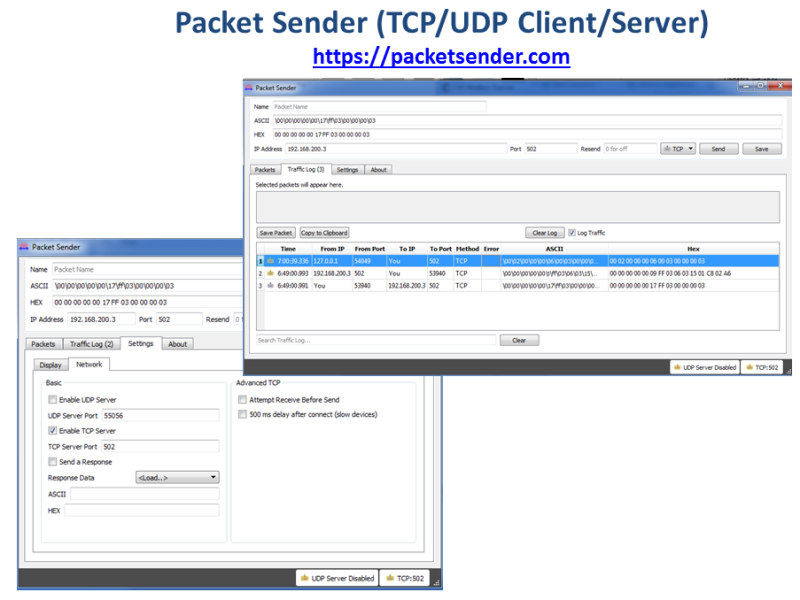 Packet Sender (TCP/UDP Client/Server)
https://packetsender.com
Packet Sender
Name Packet Name
ASCII \00\00\00\00\00\17\ff\03\00\00\00\03
HEX 00 00 00 00 00 17 FF 03 00 00 00 03
IP Address 192.168.200.3 Port 502 Resend 0 for off TCP Send Save
Packets Traffic Log (3) Settings About
Selected packets will appear here.
Save Packet Copy to Clipboard Clear Log Log Traffic
Time From IP From Port To IP To Port Method Error ASCII Hex
1 7:00:39.336 127.0.0.1 54049 You 502 TCP \00\02\00\00\00\06\00\03\00\00\0... 00 02 00 00 00 06 00 03 00 00 00 03
2 6:49:00.993 192.168.200.3 502 You 53940 TCP \00\00\00\00\00\t\ff\03\06\03\15\... 00 00 00 00 00 09 FF 03 06 03 15 01 C8 02 A6
3 6:49:00.991 You 53940 192.168.200.3 502 TCP \00\00\00\00\00\17\ff\03\00\00\00... 00 00 00 00 00 17 FF 03 00 00 00 03
Search Traffic Log... Clear
UDP Server Disabled TCP:502
Packet Sender
Name Packet Name
ASCII \00\00\00\00\00\17\ff\03\00\00\00\03
HEX 00 00 00 00 00 17 FF 03 00 00 00 03
IP Address 192.168.200.3 Port 502 Resend 0
Packets Traffic Log (2) Settings About
Display Network
Basic
Enable UDP Server
UDP Server Port 55056
Enable TCP Server
TCP Server Port 502
Send a Response
Response Data <Load...>
ASCII
HEX
Advanced TCP
Attempt Receive Before Send
500 ms delay after connect (slow devices)
UDP Server Disabled TCP:502